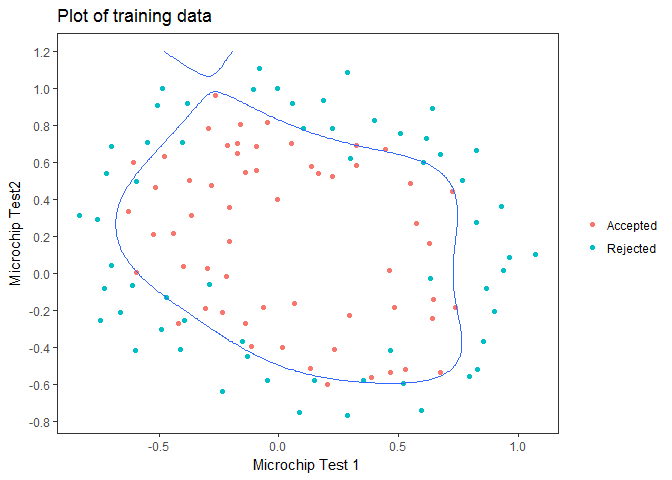 Plot of training data
1.2
1.0
0.8
0.6
0.4
0.2
0.0
-0.2
-0.4
-0.6
-0.8
Microchip Test2
-0.5 0.0 0.5 1.0
Microchip Test 1
Accepted
Rejected